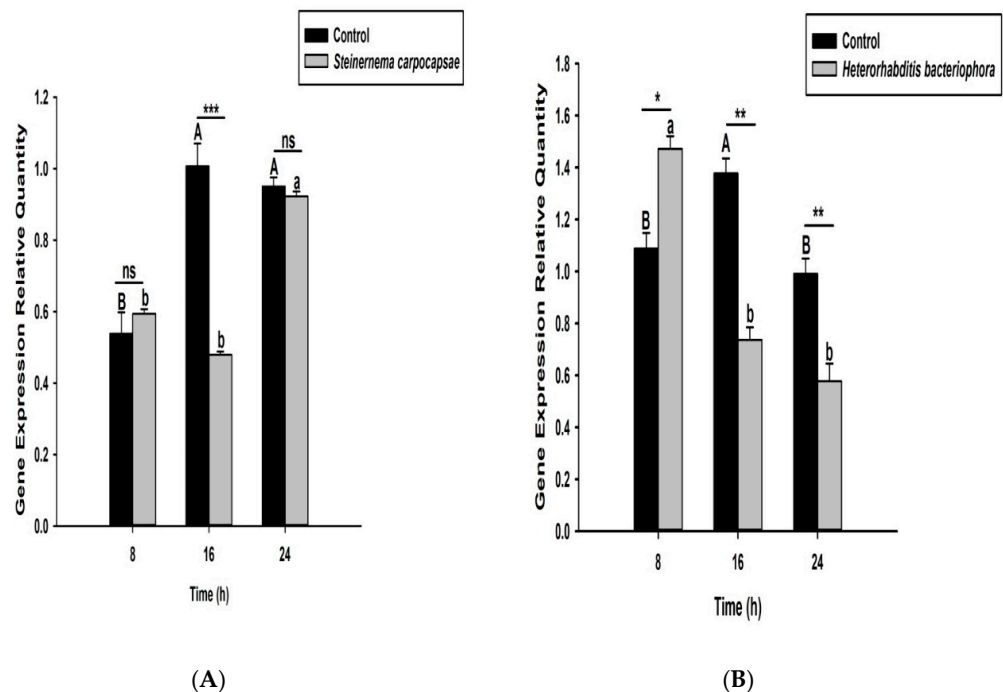 Control
Steinernema carpocapsae
Gene Expression Relative Quantity
1.2
1.0
0.8
0.6
0.4
0.2
0.0
ns
B b
***
A
b
ns
A a
8 16 24
Time (h)
(A)
Control
Heterorhabditis bacteriophora
Gene Expression Relative Quantity
1.8
1.6
1.4
1.2
1.0
0.8
0.6
0.4
0.2
0.0
*
B a
**
A b
**
B b
8 16 24
Time (h)
(B)